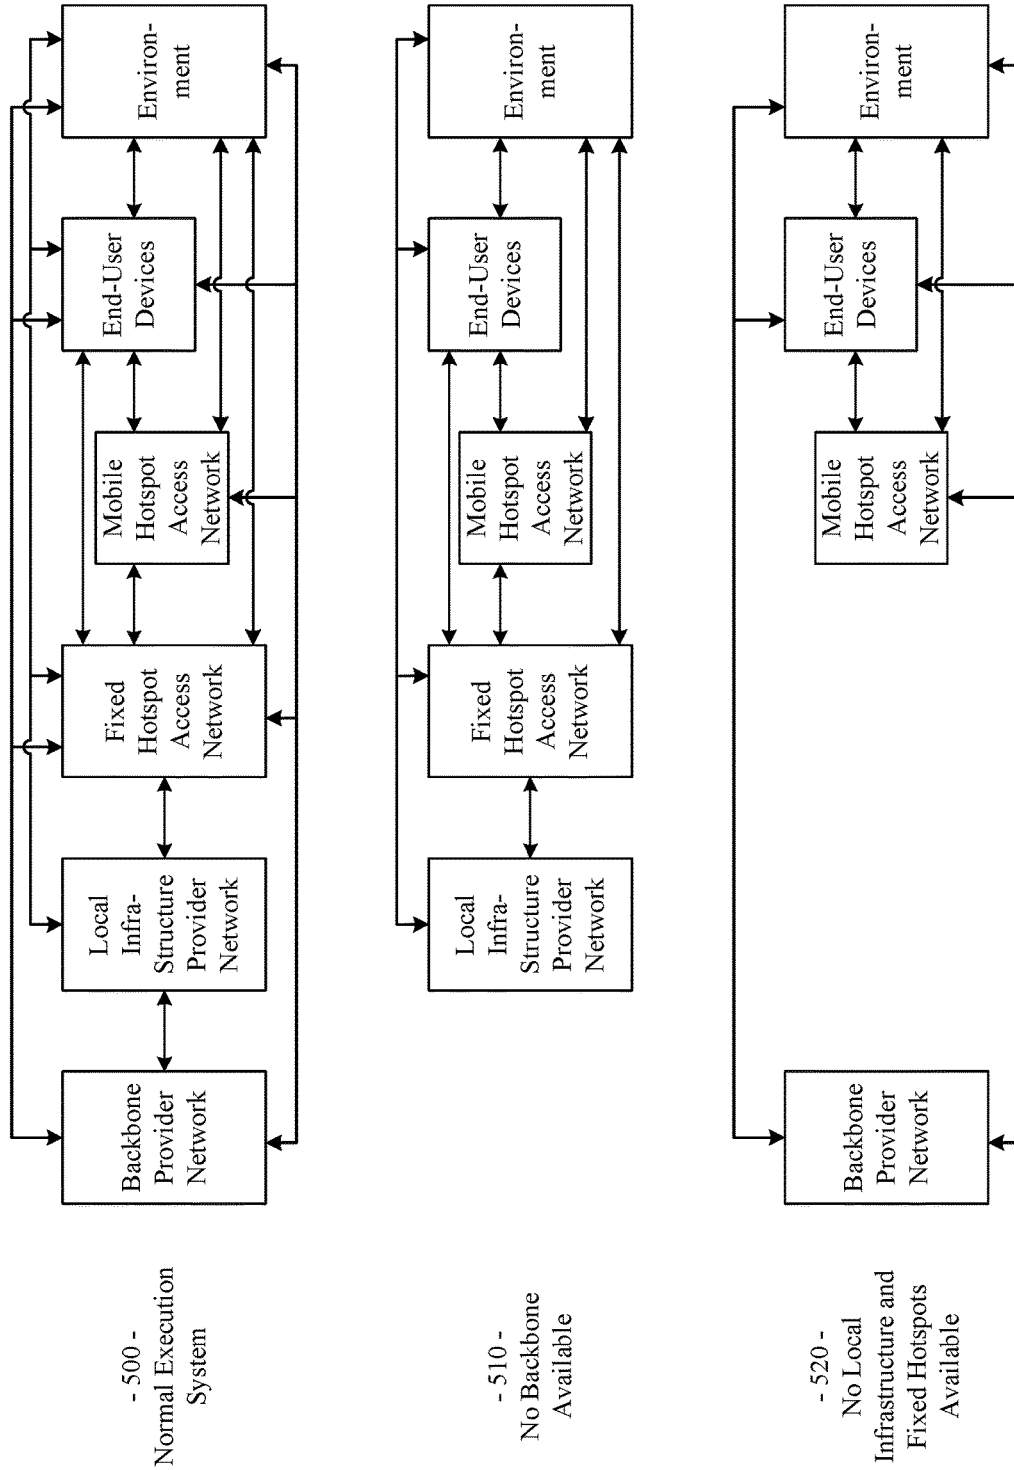 - 500 -
Normal Execution
System
Backbone
Provider
Network
Local
Infra-
Structure
Provider
Network
Fixed
Hotspot
Access
Network
Mobile
Hotspot
Access
Network
End-User
Devices
Environ-
ment
- 510 -
No Backbone
Available
Local
Infra-
Structure
Provider
Network
Fixed
Hotspot
Access
Network
Mobile
Hotspot
Access
Network
End-User
Devices
Environ-
ment
- 520 -
No Local
Infrastructure and
Fixed Hotspots
Available
Backbone
Provider
Network
Mobile
Hotspot
Access
Network
End-User
Devices
Environ-
ment